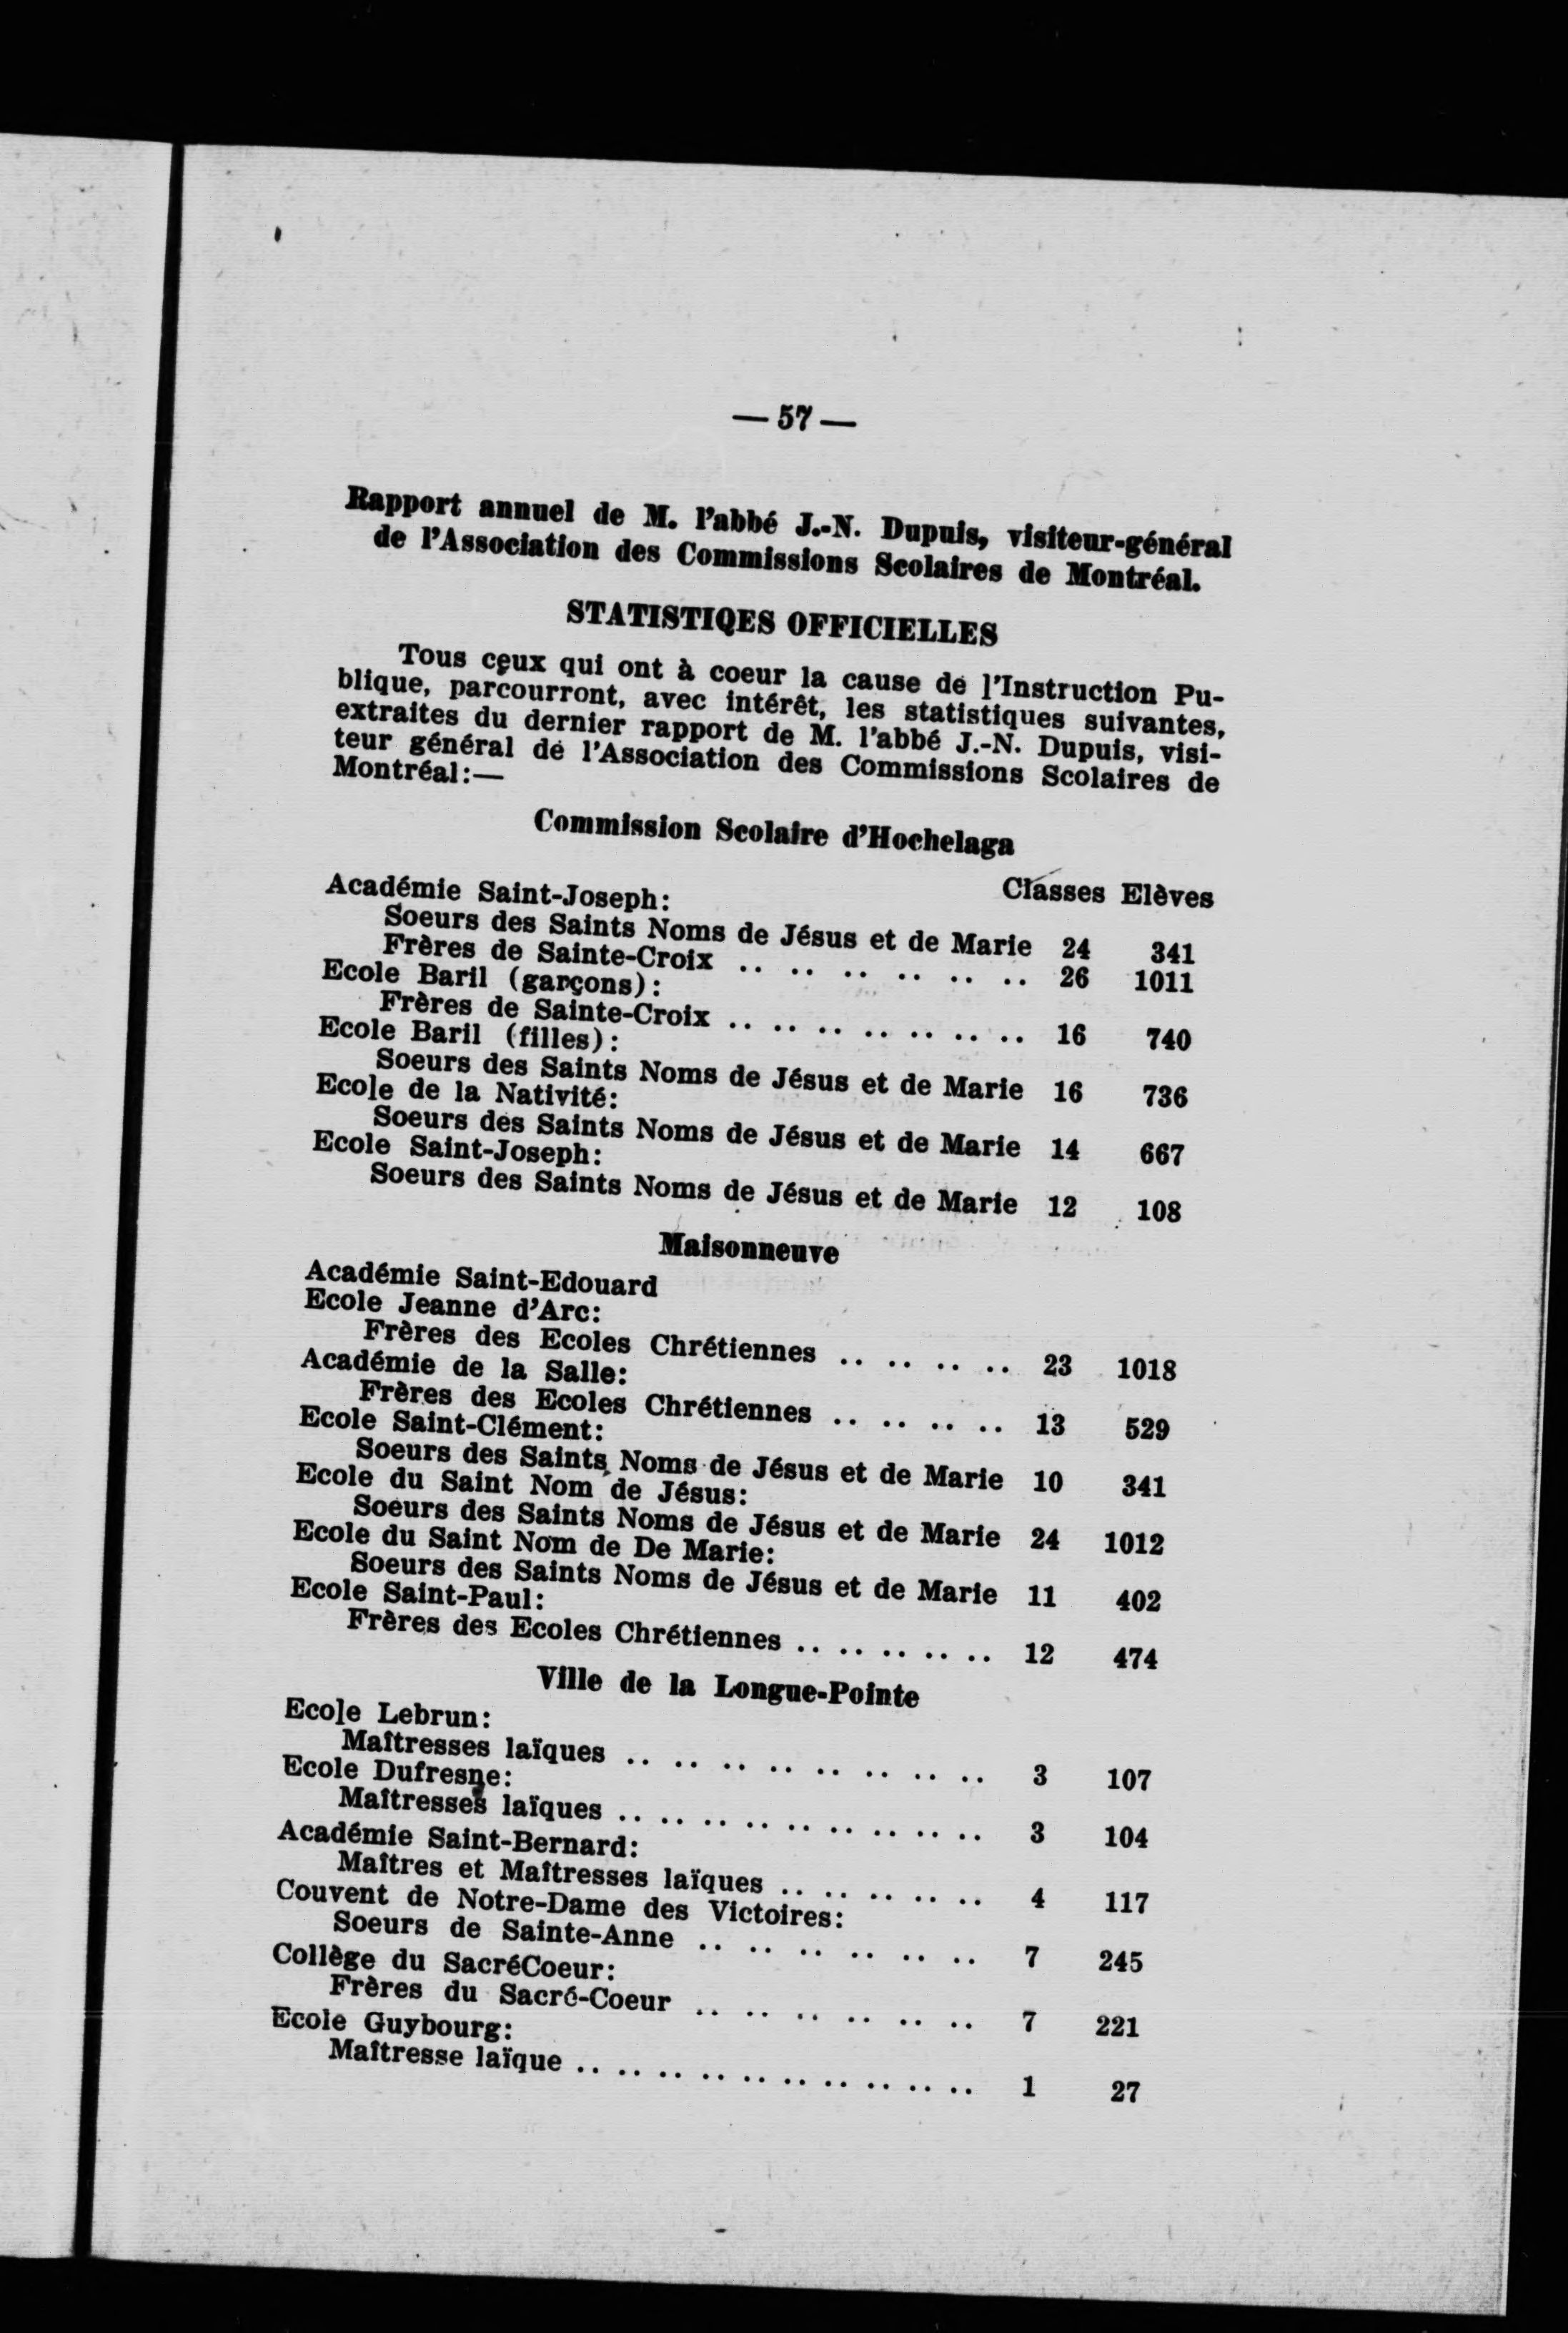 — 57 —
Rapport annuel de M. l'abbé J.-N. Dupuis, visiteur-général
de l'Association des Commissions Scolaires de Montréal.
STATISTIQES OFFICIELLES
Tous ceux qui ont à coeur la cause de l'Instruction Pu-
blique, parcourront, avec intérêt, les statistiques suivantes,
extraites du dernier rapport de M. l'abbé J.-N. Dupuis, visi-
teur général de l'Association des Commissions Scolaires de
Montréal:—
Commission Scolaire d'Hochelaga
Classes Elèves
Académie Saint-Joseph:
Soeurs des Saints Noms de Jésus et de Marie 24 341
Frères de Sainte-Croix .. .. .. .. .. .. 26 1011
Ecole Baril (garçons):
Frères de Sainte-Croix .. .. .. .. .. .. .. 16 740
Ecole Baril (filles):
Soeurs des Saints Noms de Jésus et de Marie 16 736
Ecole de la Nativité:
Soeurs des Saints Noms de Jésus et de Marie 14 667
Ecole Saint-Joseph:
Soeurs des Saints Noms de Jésus et de Marie 12 108
Maisonneuve
Académie Saint-Edouard
Ecole Jeanne d'Arc:
Frères des Ecoles Chrétiennes .. .. .. .. 23 1018
Académie de la Salle:
Frères des Ecoles Chrétiennes .. .. .. .. 13 529
Ecole Saint-Clément:
Soeurs des Saints Noms de Jésus et de Marie 10 341
Ecole du Saint Nom de Jésus:
Soeurs des Saints Noms de Jésus et de Marie 24 1012
Ecole du Saint Nom de De Marie:
Soeurs des Saints Noms de Jésus et de Marie 11 402
Ecole Saint-Paul:
Frères des Ecoles Chrétiennes .. .. .. .. .. 12 474
Ville de la Longue-Pointe
Ecole Lebrun:
Maîtresses laïques .. .. .. .. .. .. .. .. 3 107
Ecole Dufresne:
Maîtresses laïques .. .. .. .. .. .. .. .. .. 3 104
Académie Saint-Bernard:
Maîtres et Maîtresses laïques .. .. .. .. .. 4 117
Couvent de Notre-Dame des Victoires:
Soeurs de Sainte-Anne .. .. .. .. .. .. 7 245
Collège du SacréCoeur:
Frères du Sacré-Coeur .. .. .. .. .. .. 7 221
Ecole Guybourg:
Maîtresse laïque .. .. .. .. .. .. .. .. .. .. 1 27